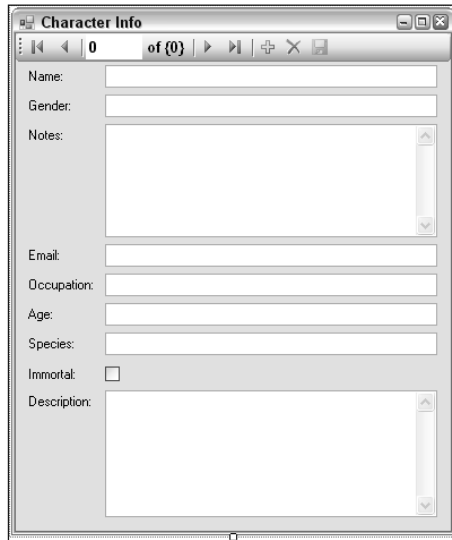 Character Info
0 of {0}
Name:
Gender:
Notes:
Email:
Occupation:
Age:
Species:
Immortal:
Description: